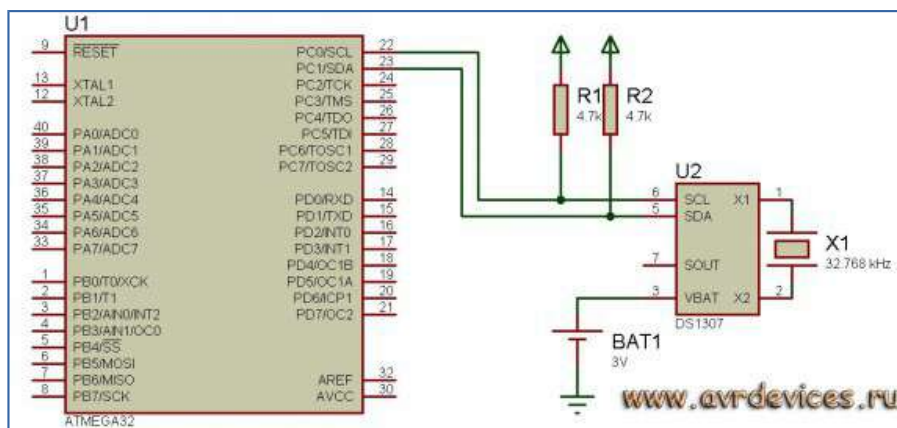 U1
9 RESET
13 XTAL1
12 XTAL2
40 PA0/ADC0
39 PA1/ADC1
38 PA2/ADC2
37 PA3/ADC3
36 PA4/ADC4
35 PA5/ADC5
34 PA6/ADC6
33 PA7/ADC7
1 PB0/T0/XCK
2 PB1/T1
3 PB2/AIN0/INT2
4 PB3/AIN1/OC0
5 PB4/SS
6 PB5/MOSI
7 PB6/MISO
8 PB7/SCK
PC0/SCL 22
PC1/SDA 23
PC2/TCK 24
PC3/TMS 25
PC4/TDO 26
PC5/TDI 27
PC6/TOSC1 28
PC7/TOSC2 29
PD0/RXD 14
PD1/TXD 15
PD2/INT0 16
PD3/INT1 17
PD4/OC1B 18
PD5/OC1A 19
PD6/ICP1 20
PD7/OC2 21
AREF 32
AVCC 30
ATMEGA32
R1
4.7k
R2
4.7k
U2
6 SCL X1 1
5 SDA
7 SOUT
3 VBAT X2 2
DS1307
X1
32.768 kHz
BAT1
3V
www.avrdevices.ru